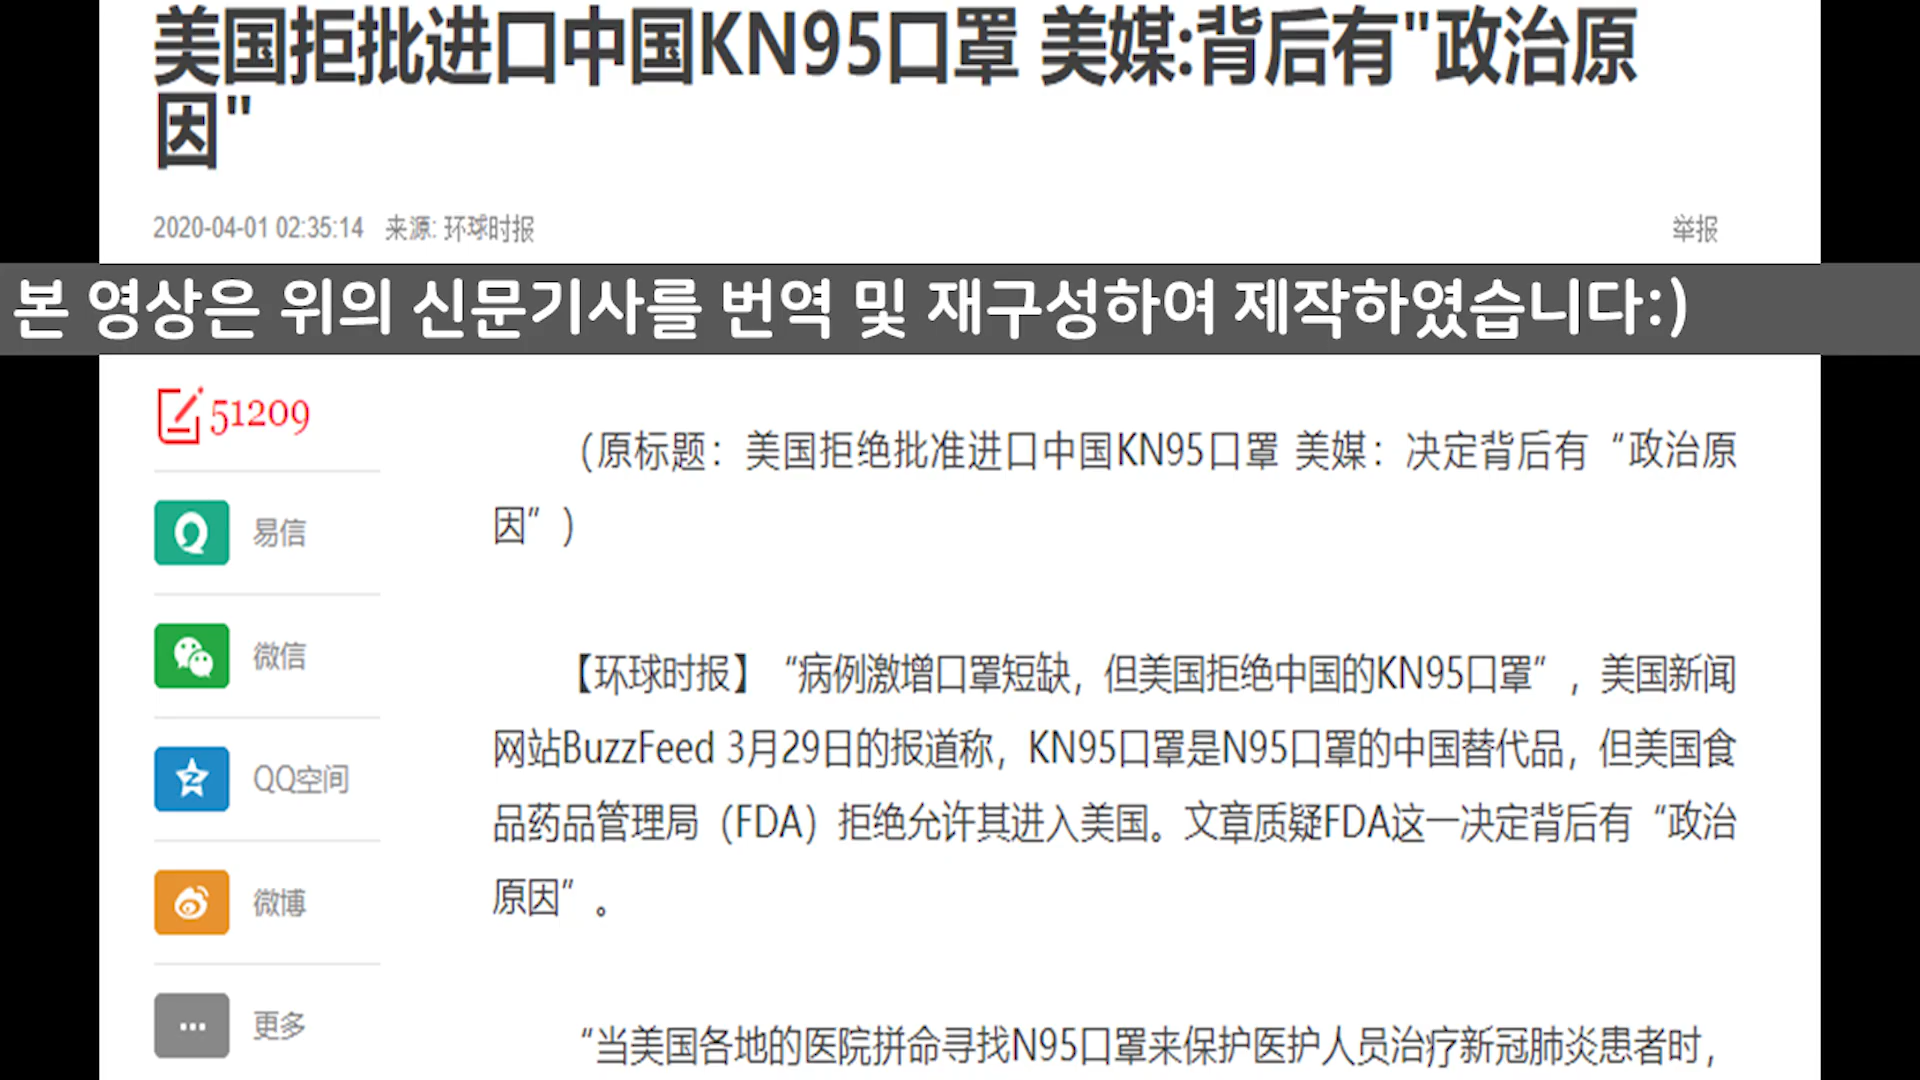 美国拒批进口中国KN95口罩 美媒:背后有"政治原
因"
2020-04-01 02:35:14 来源: 环球时报
举报
본 영상은 위의 신문기사를 번역 및 재구성하여 제작하였습니다:)
51209
（原标题：美国拒绝批准进口中国KN95口罩 美媒：决定背后有“政治原
因”）
易信
微信
【环球时报】“病例激增口罩短缺，但美国拒绝中国的KN95口罩”，美国新闻
网站BuzzFeed 3月29日的报道称，KN95口罩是N95口罩的中国替代品，但美国食
QQ空间
品药品管理局（FDA）拒绝允许其进入美国。文章质疑FDA这一决定背后有“政治
原因”。
微博
更多
“当美国各地的医院拼命寻找N95口罩来保护医护人员治疗新冠肺炎患者时，